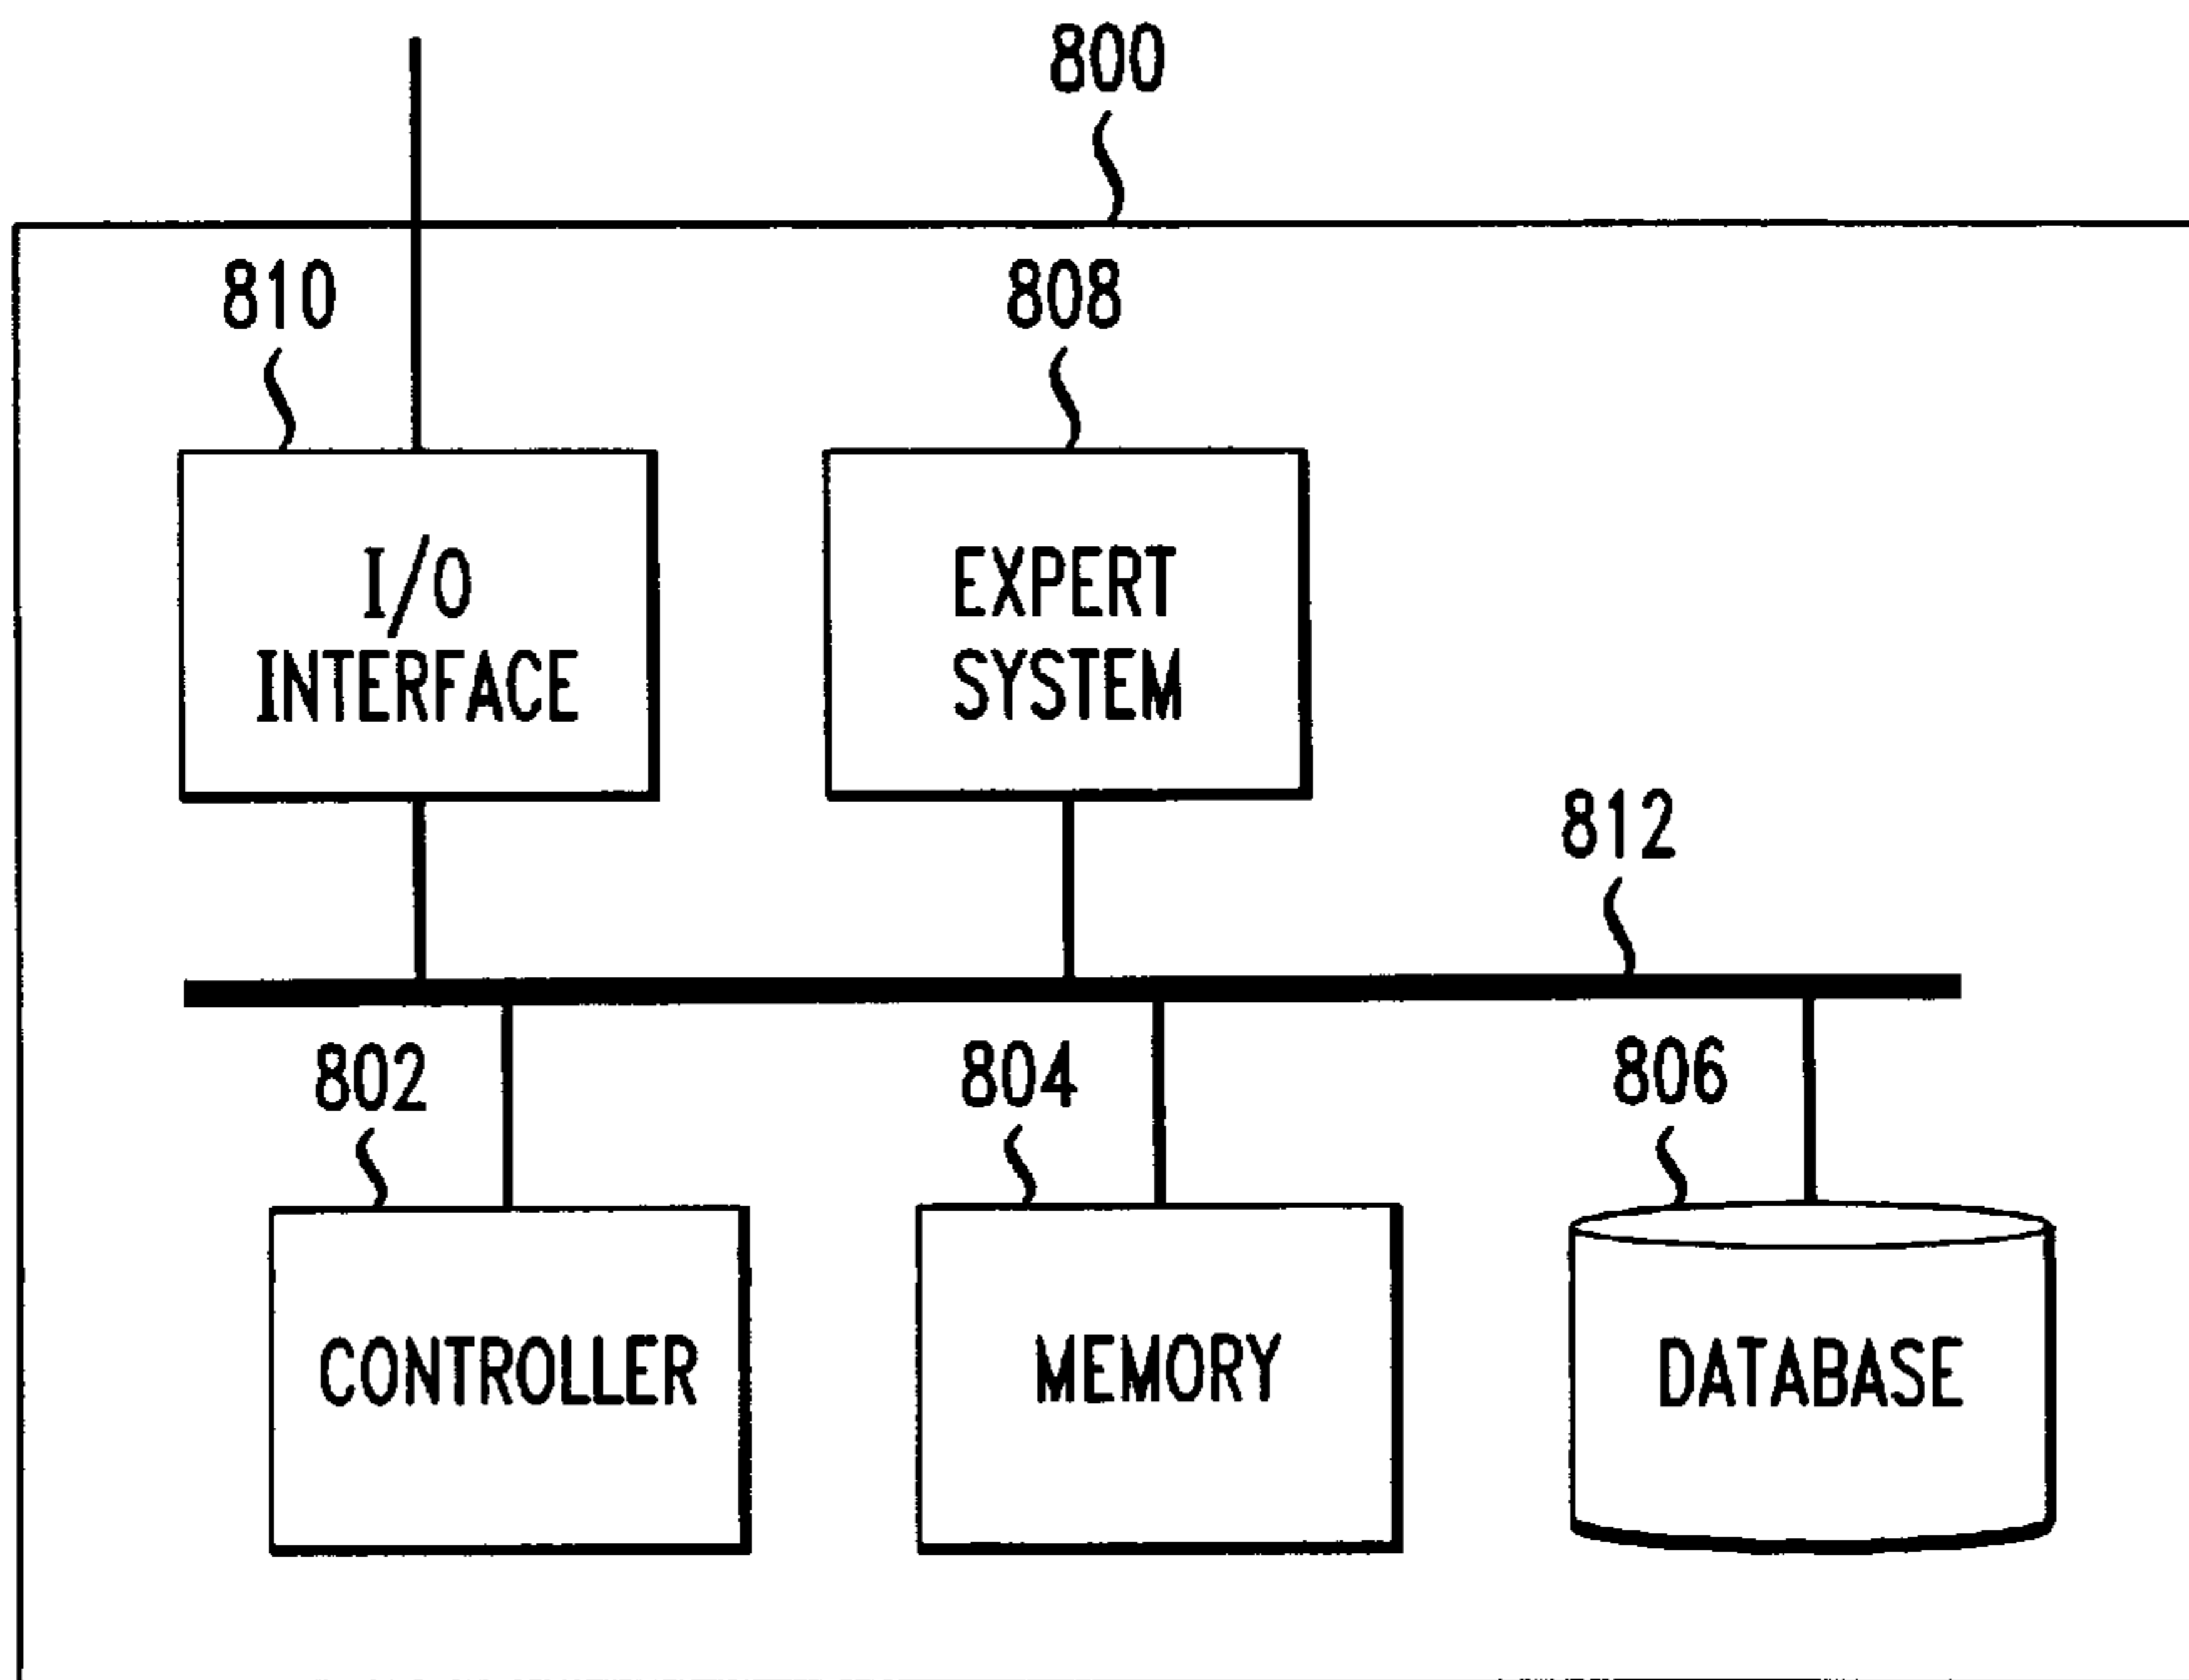 800
810
808
I/O
INTERFACE
EXPERT
SYSTEM
812
802
804
806
CONTROLLER
MEMORY
DATABASE